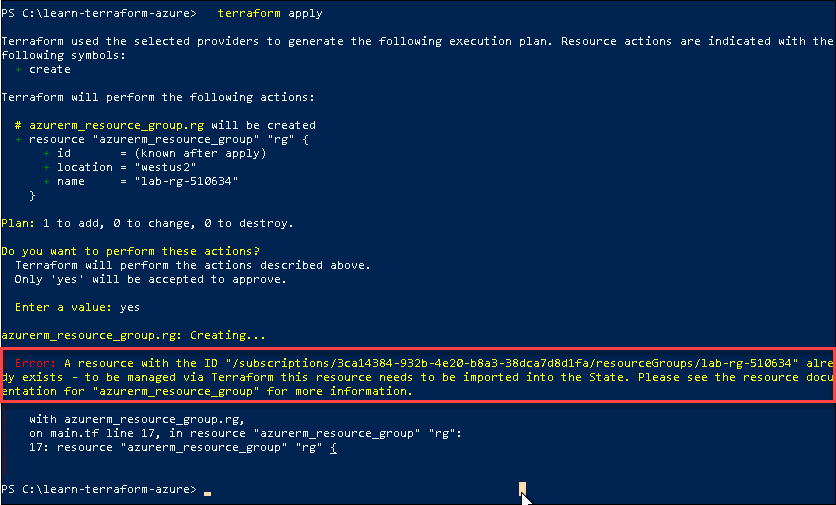 PS C:\learn-terraform-azure>   terraform apply
Terraform used the selected providers to generate the following execution plan. Resource actions are indicated with the
following symbols:
  + create
Terraform will perform the following actions:
  # azurerm_resource_group.rg will be created
  + resource "azurerm_resource_group" "rg" {
      + id       = (known after apply)
      + location = "westus2"
      + name     = "lab-rg-510634"
    }
Plan: 1 to add, 0 to change, 0 to destroy.
Do you want to perform these actions?
  Terraform will perform the actions described above.
  Only 'yes' will be accepted to approve.
  Enter a value: yes
azurerm_resource_group.rg: Creating...
  Error: A resource with the ID "/subscriptions/3ca14384-932b-4e20-b8a3-38dca7d8d1fa/resourceGroups/lab-rg-510634" alrea
dy exists - to be managed via Terraform this resource needs to be imported into the State. Please see the resource docum
entation for "azurerm_resource_group" for more information.
    with azurerm_resource_group.rg,
    on main.tf line 17, in resource "azurerm_resource_group" "rg":
    17: resource "azurerm_resource_group" "rg" {
PS C:\learn-terraform-azure>